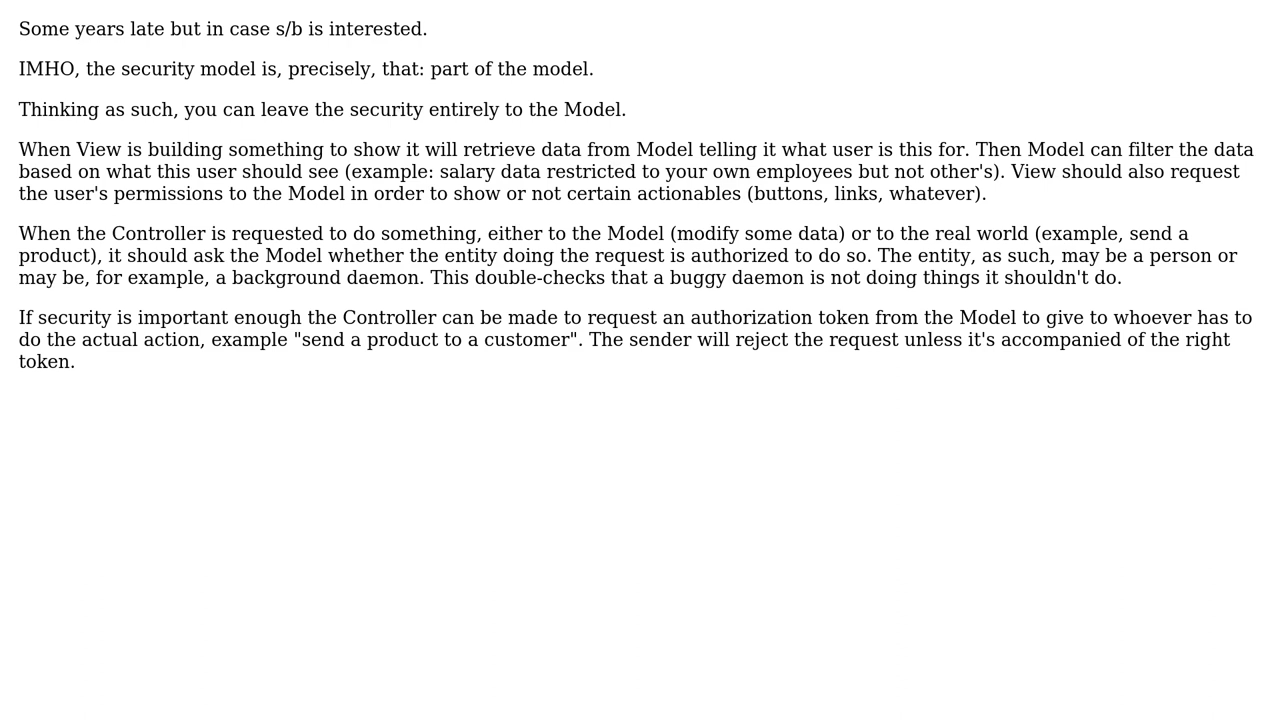 Some years late but in case s/b is interested.
IMHO, the security model is, precisely, that: part of the model.
Thinking as such, you can leave the security entirely to the Model.
When View is building something to show it will retrieve data from Model telling it what user is this for. Then Model can filter the data
based on what this user should see (example: salary data restricted to your own employees but not other's). View should also request
the user's permissions to the Model in order to show or not certain actionables (buttons, links, whatever).
When the Controller is requested to do something, either to the Model (modify some data) or to the real world (example, send a
product), it should ask the Model whether the entity doing the request is authorized to do so. The entity, as such, may be a person or
may be, for example, a background daemon. This double-checks that a buggy daemon is not doing things it shouldn't do.
If security is important enough the Controller can be made to request an authorization token from the Model to give to whoever has to
do the actual action, example "send a product to a customer". The sender will reject the request unless it's accompanied of the right
token.